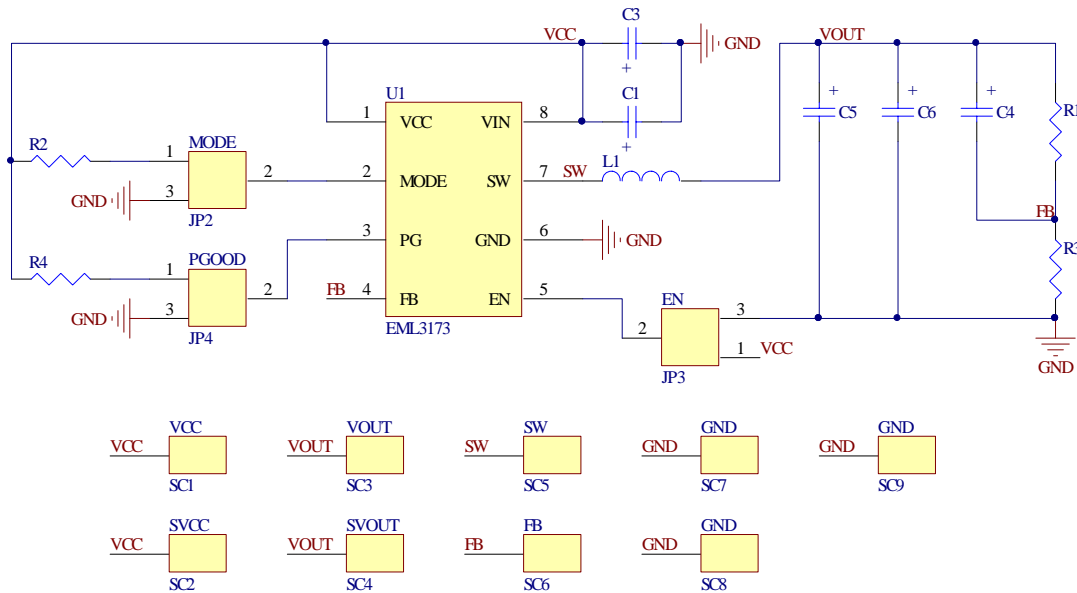 C3
VCC
GND
VOUT
+
C1
+
U1
1
VCC
VIN
8
+
C5
+
C6
+
C4
R1
R2
1
MODE
2
2
MODE
SW
7
SW
L1
GND
3
JP2
FB
3
PG
GND
6
GND
R4
1
PGOOD
2
R3
FB
4
FB
EN
5
GND
3
JP4
EML3173
EN
3
2
1
VCC
JP3
GND
VCC
VCC
SC1
VOUT
VOUT
SC3
SW
SW
SC5
GND
GND
SC7
GND
GND
SC9
VCC
SVCC
SC2
VOUT
SVOUT
SC4
FB
FB
SC6
GND
GND
SC8